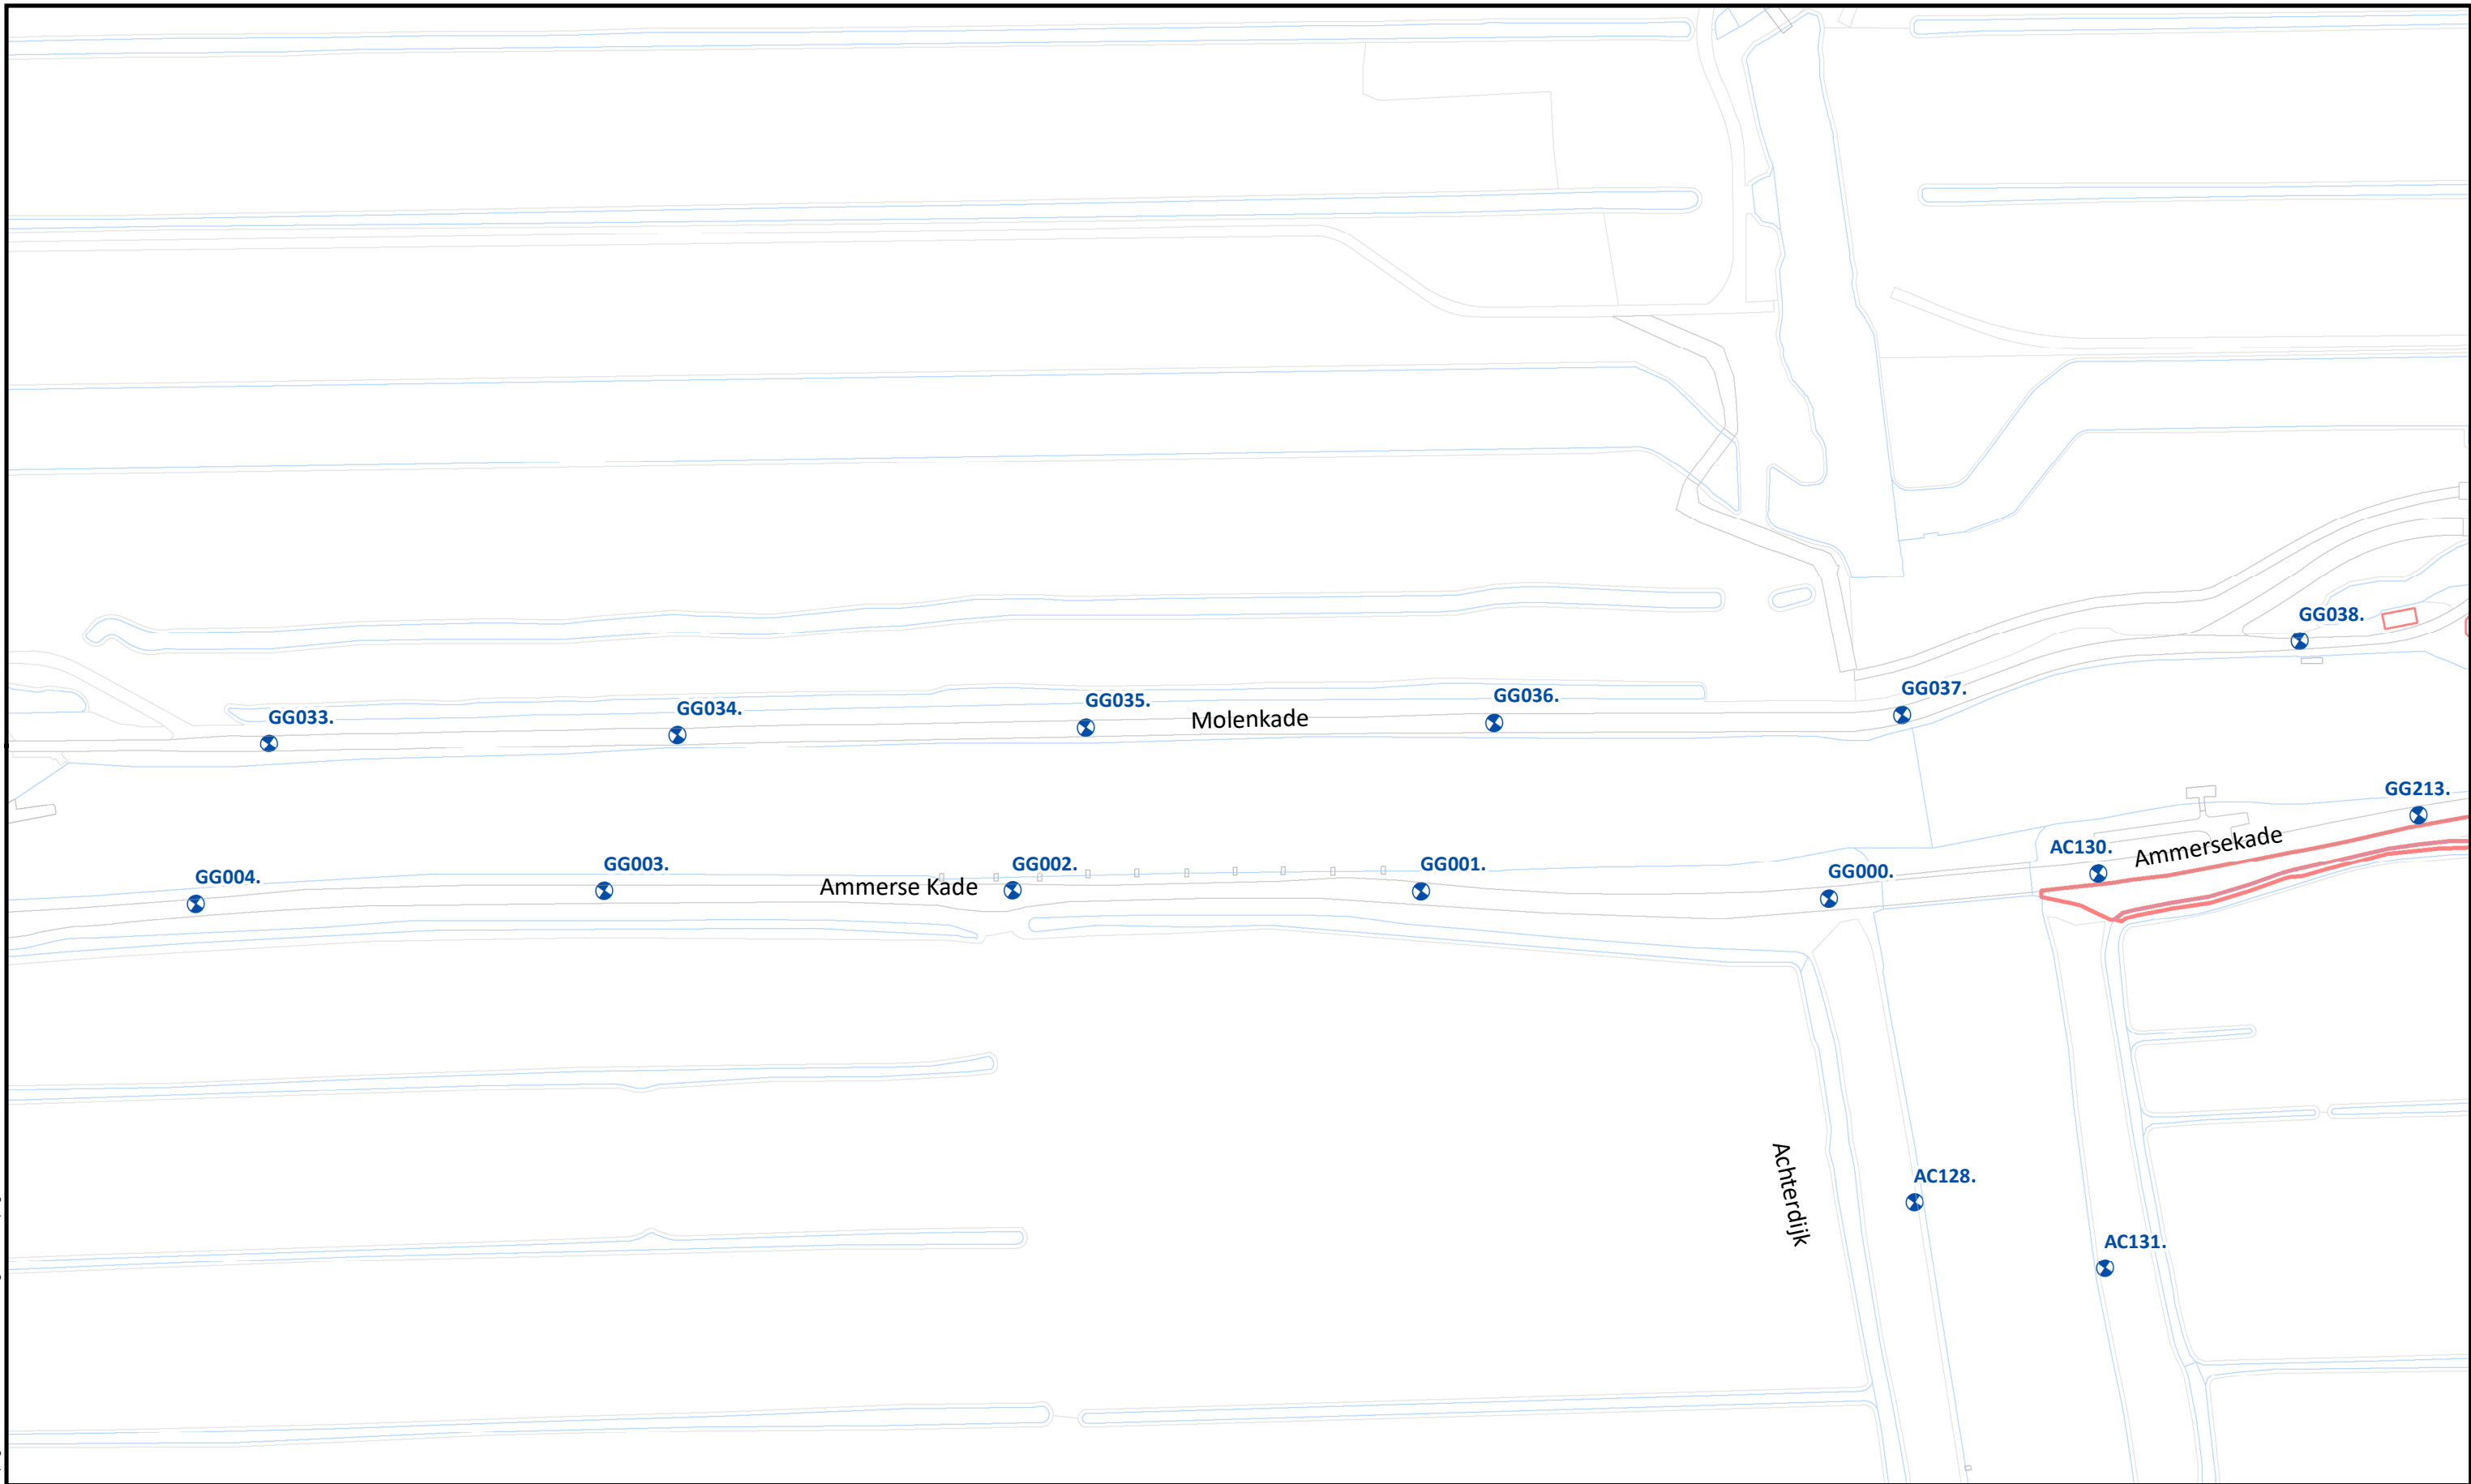 GG038.
GG037.
GG036.
GG035.
GG034.
GG033.
Molenkade
GG213.
Ammersekade
AC130.
GG000.
GG001.
GG002.
GG003.
GG004.
Ammerse Kade
Achterdijk
AC128.
AC131.